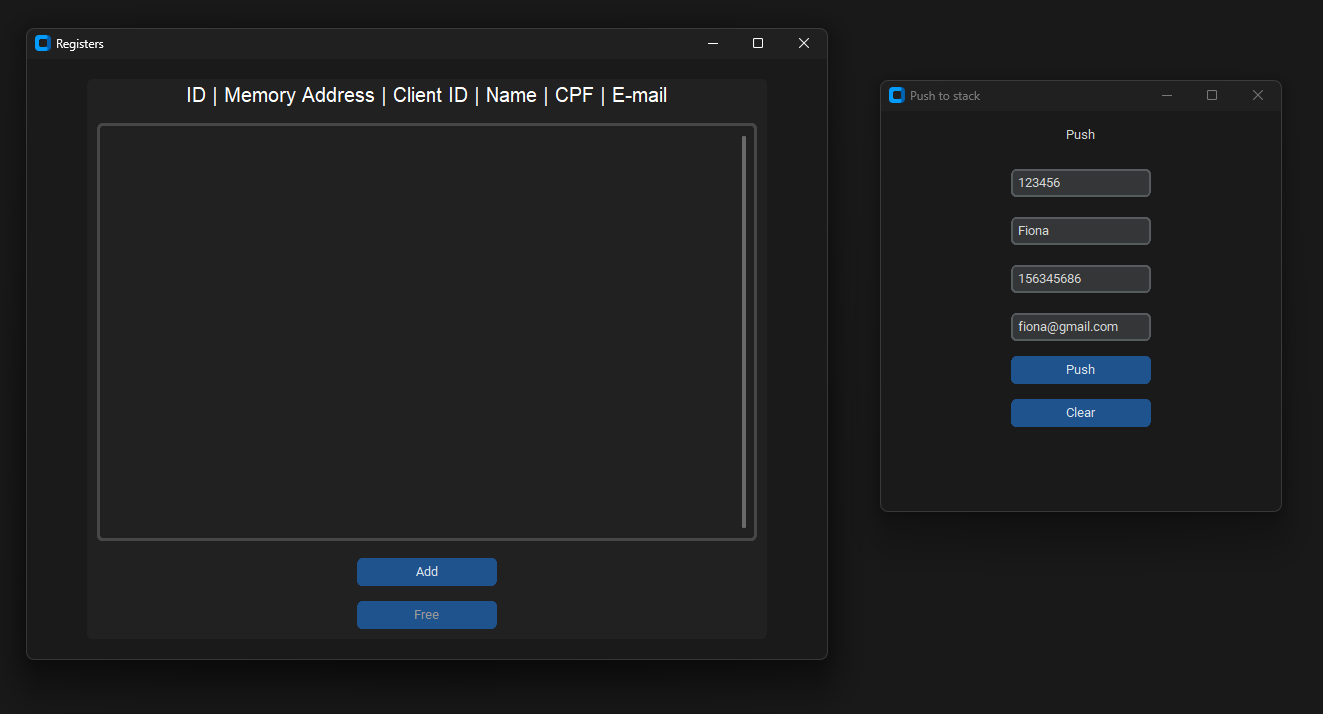 Registers
ID | Memory Address | Client ID | Name | CPF | E-mail
Add
Free
Push to stack
Push
123456
Fiona
156345686
fiona@gmail.com
Push
Clear